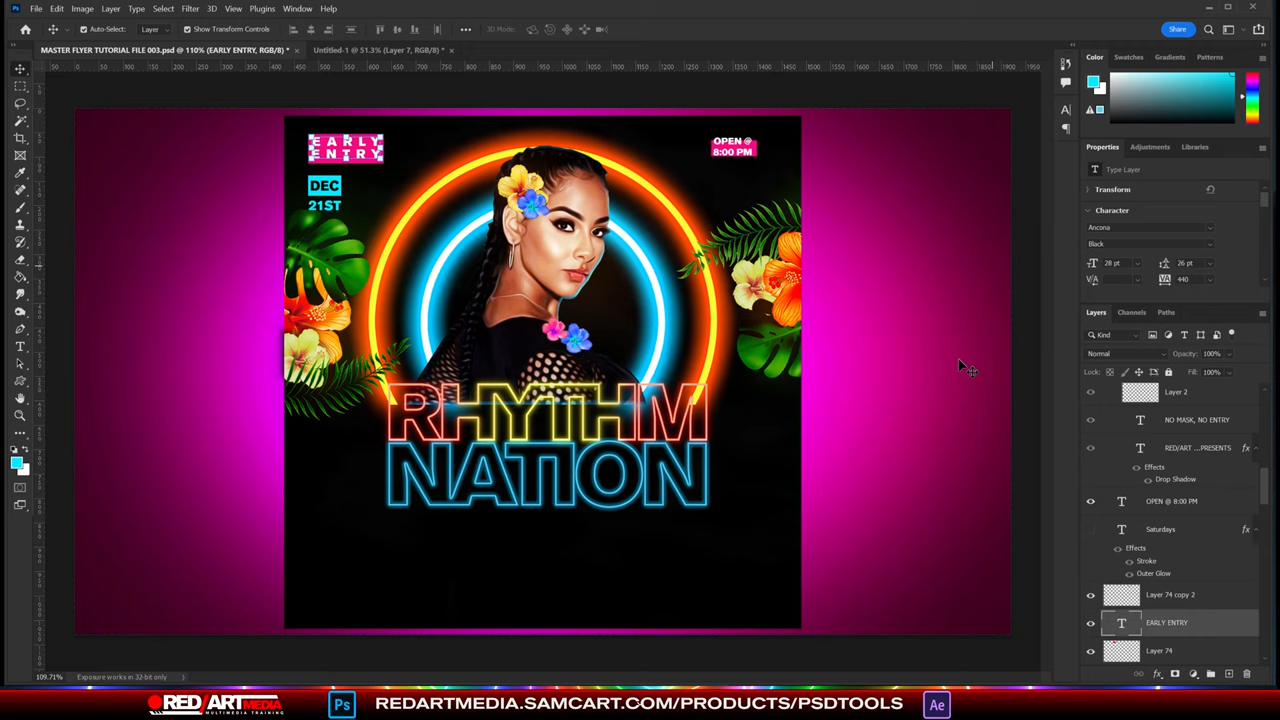 Ps
File Edit Image Layer Type Select Filter 3D View Plugins Window Help
Auto-Select: Layer Show Transform Controls 3D Mode: Share
MASTER FLYER TUTORIAL FILE 003.psd @ 110% (EARLY ENTRY, RGB/8) * Untitled-1 @ 51.3% (Layer 7, RGB/8) *
Color Swatches Gradients Patterns
Properties Adjustments Libraries
Type Layer
Transform
Character
Ancona
Black
28 pt 26 pt
440
Layers Channels Paths
Kind
Normal Opacity: 100%
Lock: Fill: 100%
Layer 2
NO MASK, NO ENTRY
RED/ART ...PRESENTS fx
Effects
Drop Shadow
OPEN @ 8:00 PM
Saturdays fx
Effects
Stroke
Outer Glow
Layer 74 copy 2
EARLY ENTRY
Layer 74
EARLY
ENTRY
DEC
21ST
OPEN @
8:00 PM
RHYTHM
NATION
109.71% Exposure works in 32-bit only
RED/ART MEDIA
MULTIMEDIA TRAINING
Ps
REDARTMEDIA.SAMCART.COM/PRODUCTS/PSDTOOLS
Ae